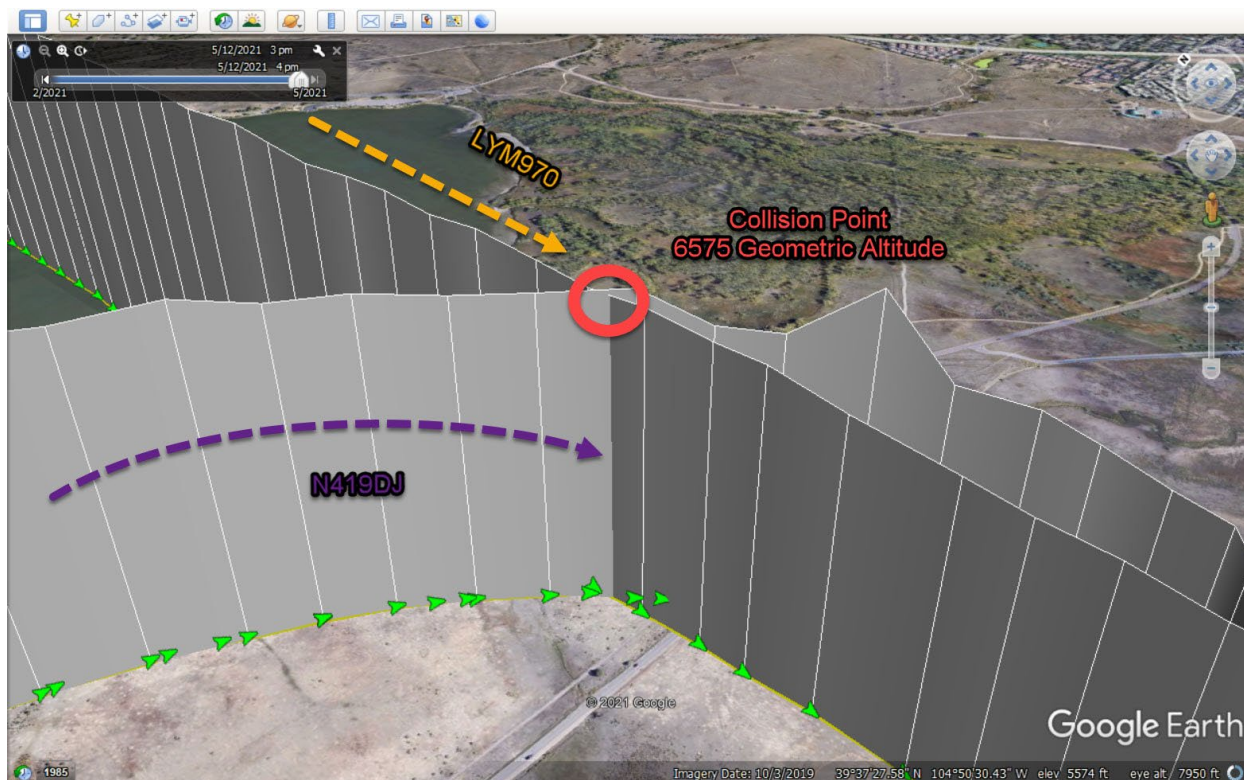 5/12/2021 3 pm
5/12/2021 4 pm
2/2021
5/2021
LYM970
Collision Point
6575 Geometric Altitude
N419DJ
© 2021 Google
Google Earth
1985
Imagery Date: 10/3/2019 39°37'27.58" N 104°50'30.43" W elev 5574 ft eye alt 7950 ft